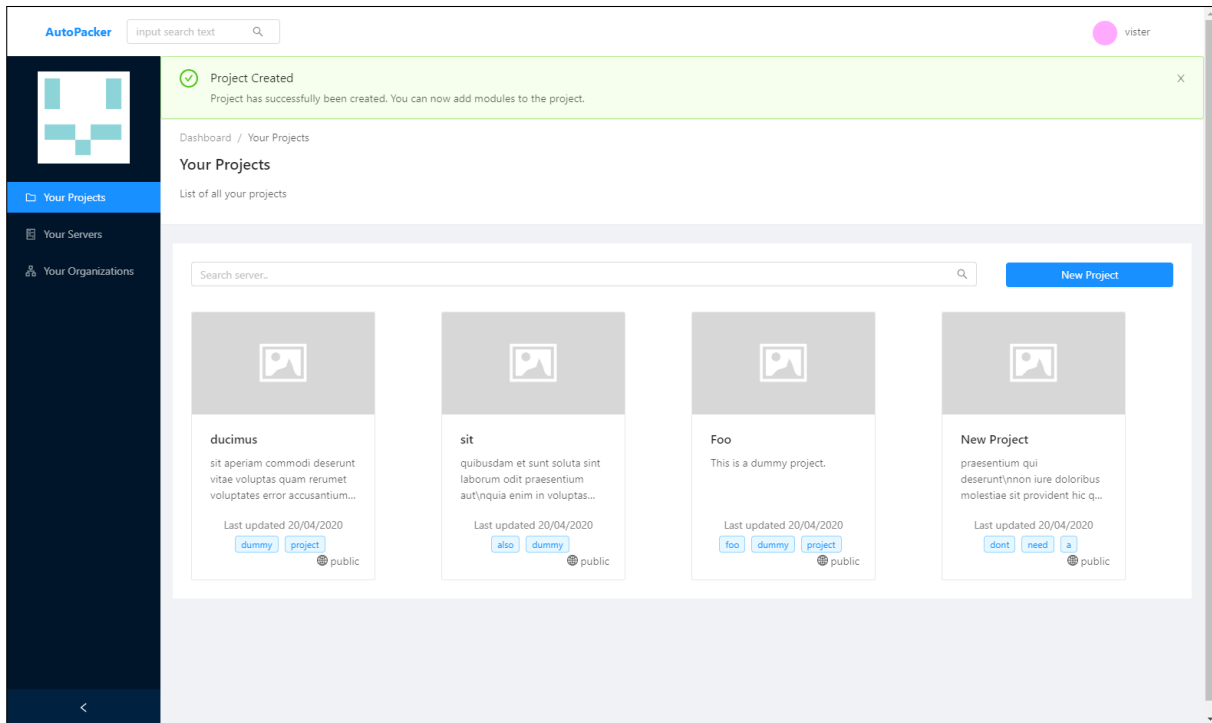 AutoPacker
input search text
vister
Project Created
X
Project has successfully been created. You can now add modules to the project.
Dashboard / Your Projects
Your Projects
List of all your projects
Your Projects
Your Servers
Your Organizations
Search server..
New Project
ducimus
sit aperiam commodi deserunt
vitae voluptas quam rerumet
voluptates error accusantium...
Last updated 20/04/2020
dummy project
public
sit
quibusdam et sunt soluta sint
laborum odit praesentium
aut\nquia enim in voluptas...
Last updated 20/04/2020
also dummy
public
Foo
This is a dummy project.
Last updated 20/04/2020
foo dummy project
public
New Project
praesentium qui
deserunt\nnon iure doloribus
molestiae sit provident hic q...
Last updated 20/04/2020
dont need a
public